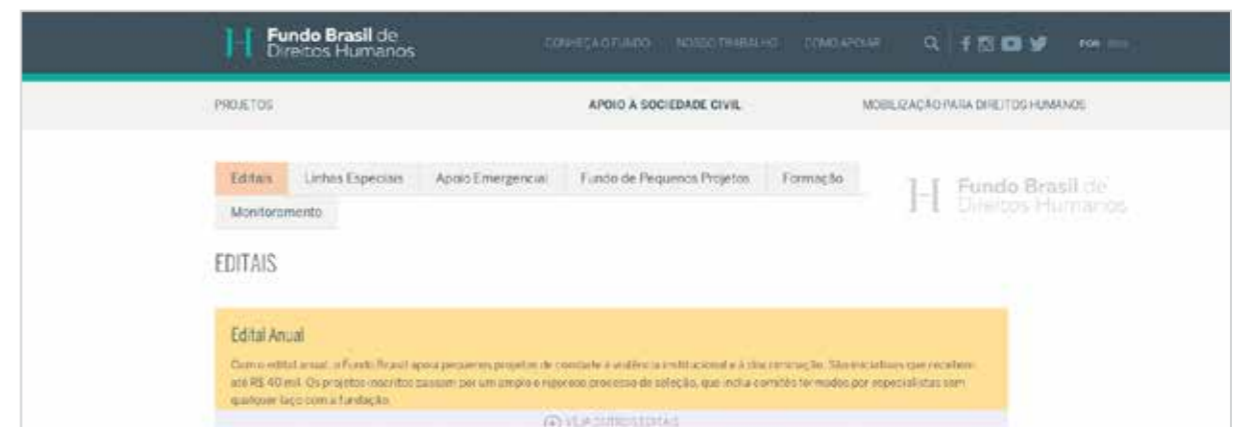 Fundo Brasil de
Direitos Humanos
CONHEÇA O FUNDO NOSSO TRABALHO COMO APOIAR POR
PROJETOS APOIO À SOCIEDADE CIVIL MOBILIZAÇÃO PARA DIREITOS HUMANOS
Editais Linhas Especiais Apoio Emergencial Fundo de Pequenos Projetos Formação
Fundo Brasil de
Direitos Humanos
Monitoramento
EDITAIS
Edital Anual
Com o edital anual, o Fundo Brasil apoia pequenos projetos de combate à violência institucional e à discriminação. São iniciativas que recebem
até R$ 40 mil. Os projetos inscritos passam por um amplo e rigoroso processo de seleção, que inclui comitês formados por especialistas sem
qualquer laço com a fundação.
VEJA OUTROS EDITAIS